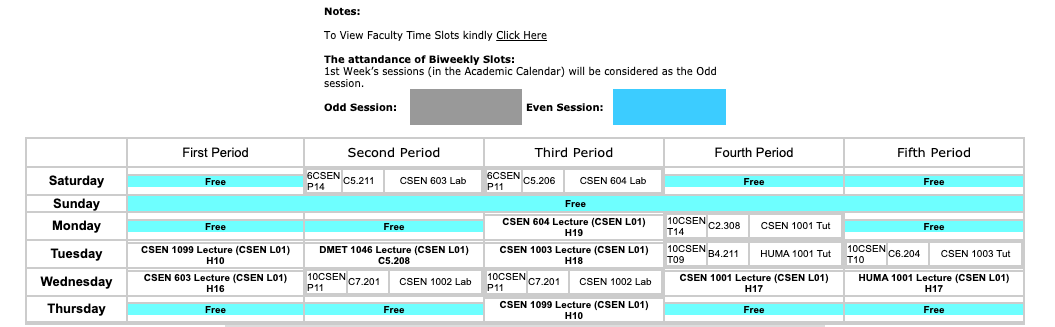 Notes:
To View Faculty Time Slots kindly Click Here
The attandance of Biweekly Slots:
1st Week's sessions (in the Academic Calendar) will be considered as the Odd
session.
Odd Session: Even Session:
First Period Second Period Third Period Fourth Period Fifth Period
Saturday Free 6CSEN P14 C5.211 CSEN 603 Lab 6CSEN P11 C5.206 CSEN 604 Lab Free Free
Sunday Free
Monday Free Free CSEN 604 Lecture (CSEN L01) H19 10CSEN T14 C2.308 CSEN 1001 Tut Free
Tuesday CSEN 1099 Lecture (CSEN L01) H10 DMET 1046 Lecture (CSEN L01) C5.208 CSEN 1003 Lecture (CSEN L01) H18 10CSEN T09 B4.211 HUMA 1001 Tut 10CSEN T10 C6.204 CSEN 1003 Tut
Wednesday CSEN 603 Lecture (CSEN L01) H16 10CSEN P11 C7.201 CSEN 1002 Lab 10CSEN P11 C7.201 CSEN 1002 Lab CSEN 1001 Lecture (CSEN L01) H17 HUMA 1001 Lecture (CSEN L01) H17
Thursday Free Free CSEN 1099 Lecture (CSEN L01) H10 Free Free